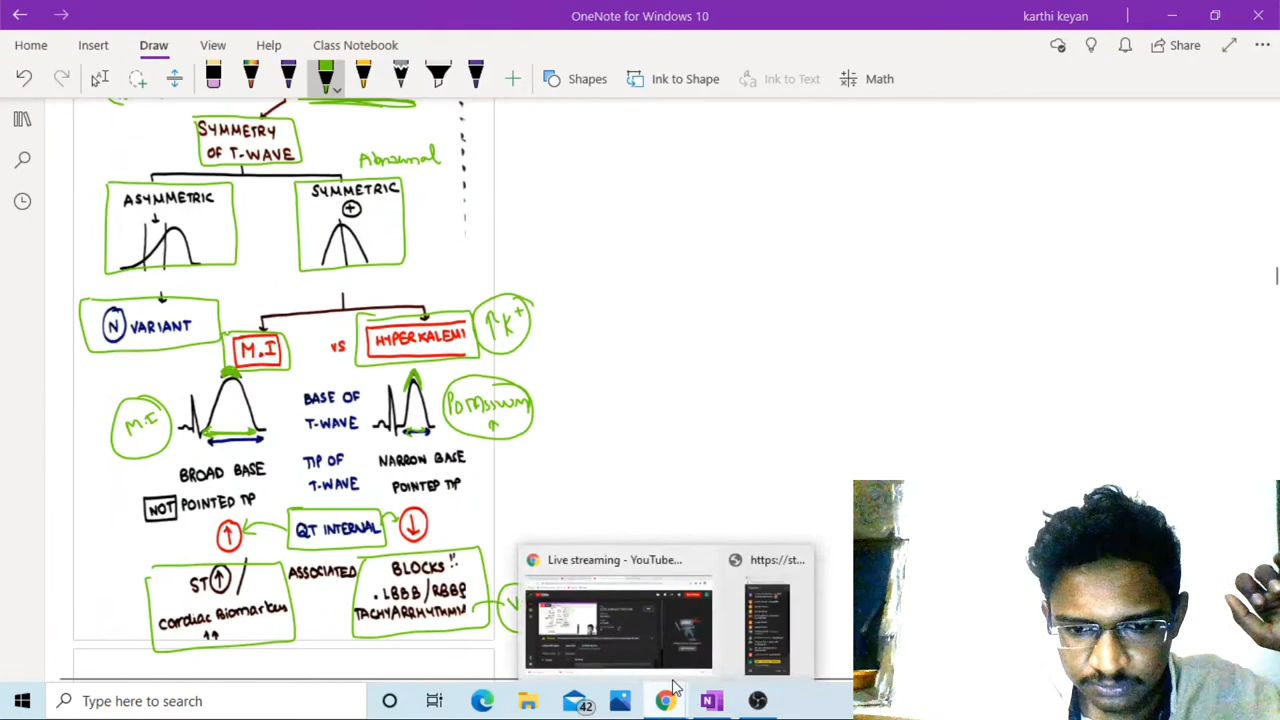 OneNote for Windows 10
karthi keyan
Home
Insert
Draw
View
Help
Class Notebook
Share
Shapes
Ink to Shape
Ink to Text
Math
SYMMETRY
OF T-WAVE
Abnormal
ASYMMETRIC
SYMMETRIC
+
N VARIANT
M.I
vs
HYPERKALEMI
↑K+
M.I
BASE OF
T-WAVE
Potassium
↑
BROAD BASE
TIP OF
T-WAVE
NARROW BASE
POINTED TIP
NOT POINTED TIP
↑
QT INTERNAL
↓
ST ↑ /
Cardiac Biomarkers
↑↑
ASSOCIATED
BLOCKS !!
. LBBB / RBBB
TACHYARRHYTHMI
Live streaming - YouTube...
https://st...
Type here to search
42